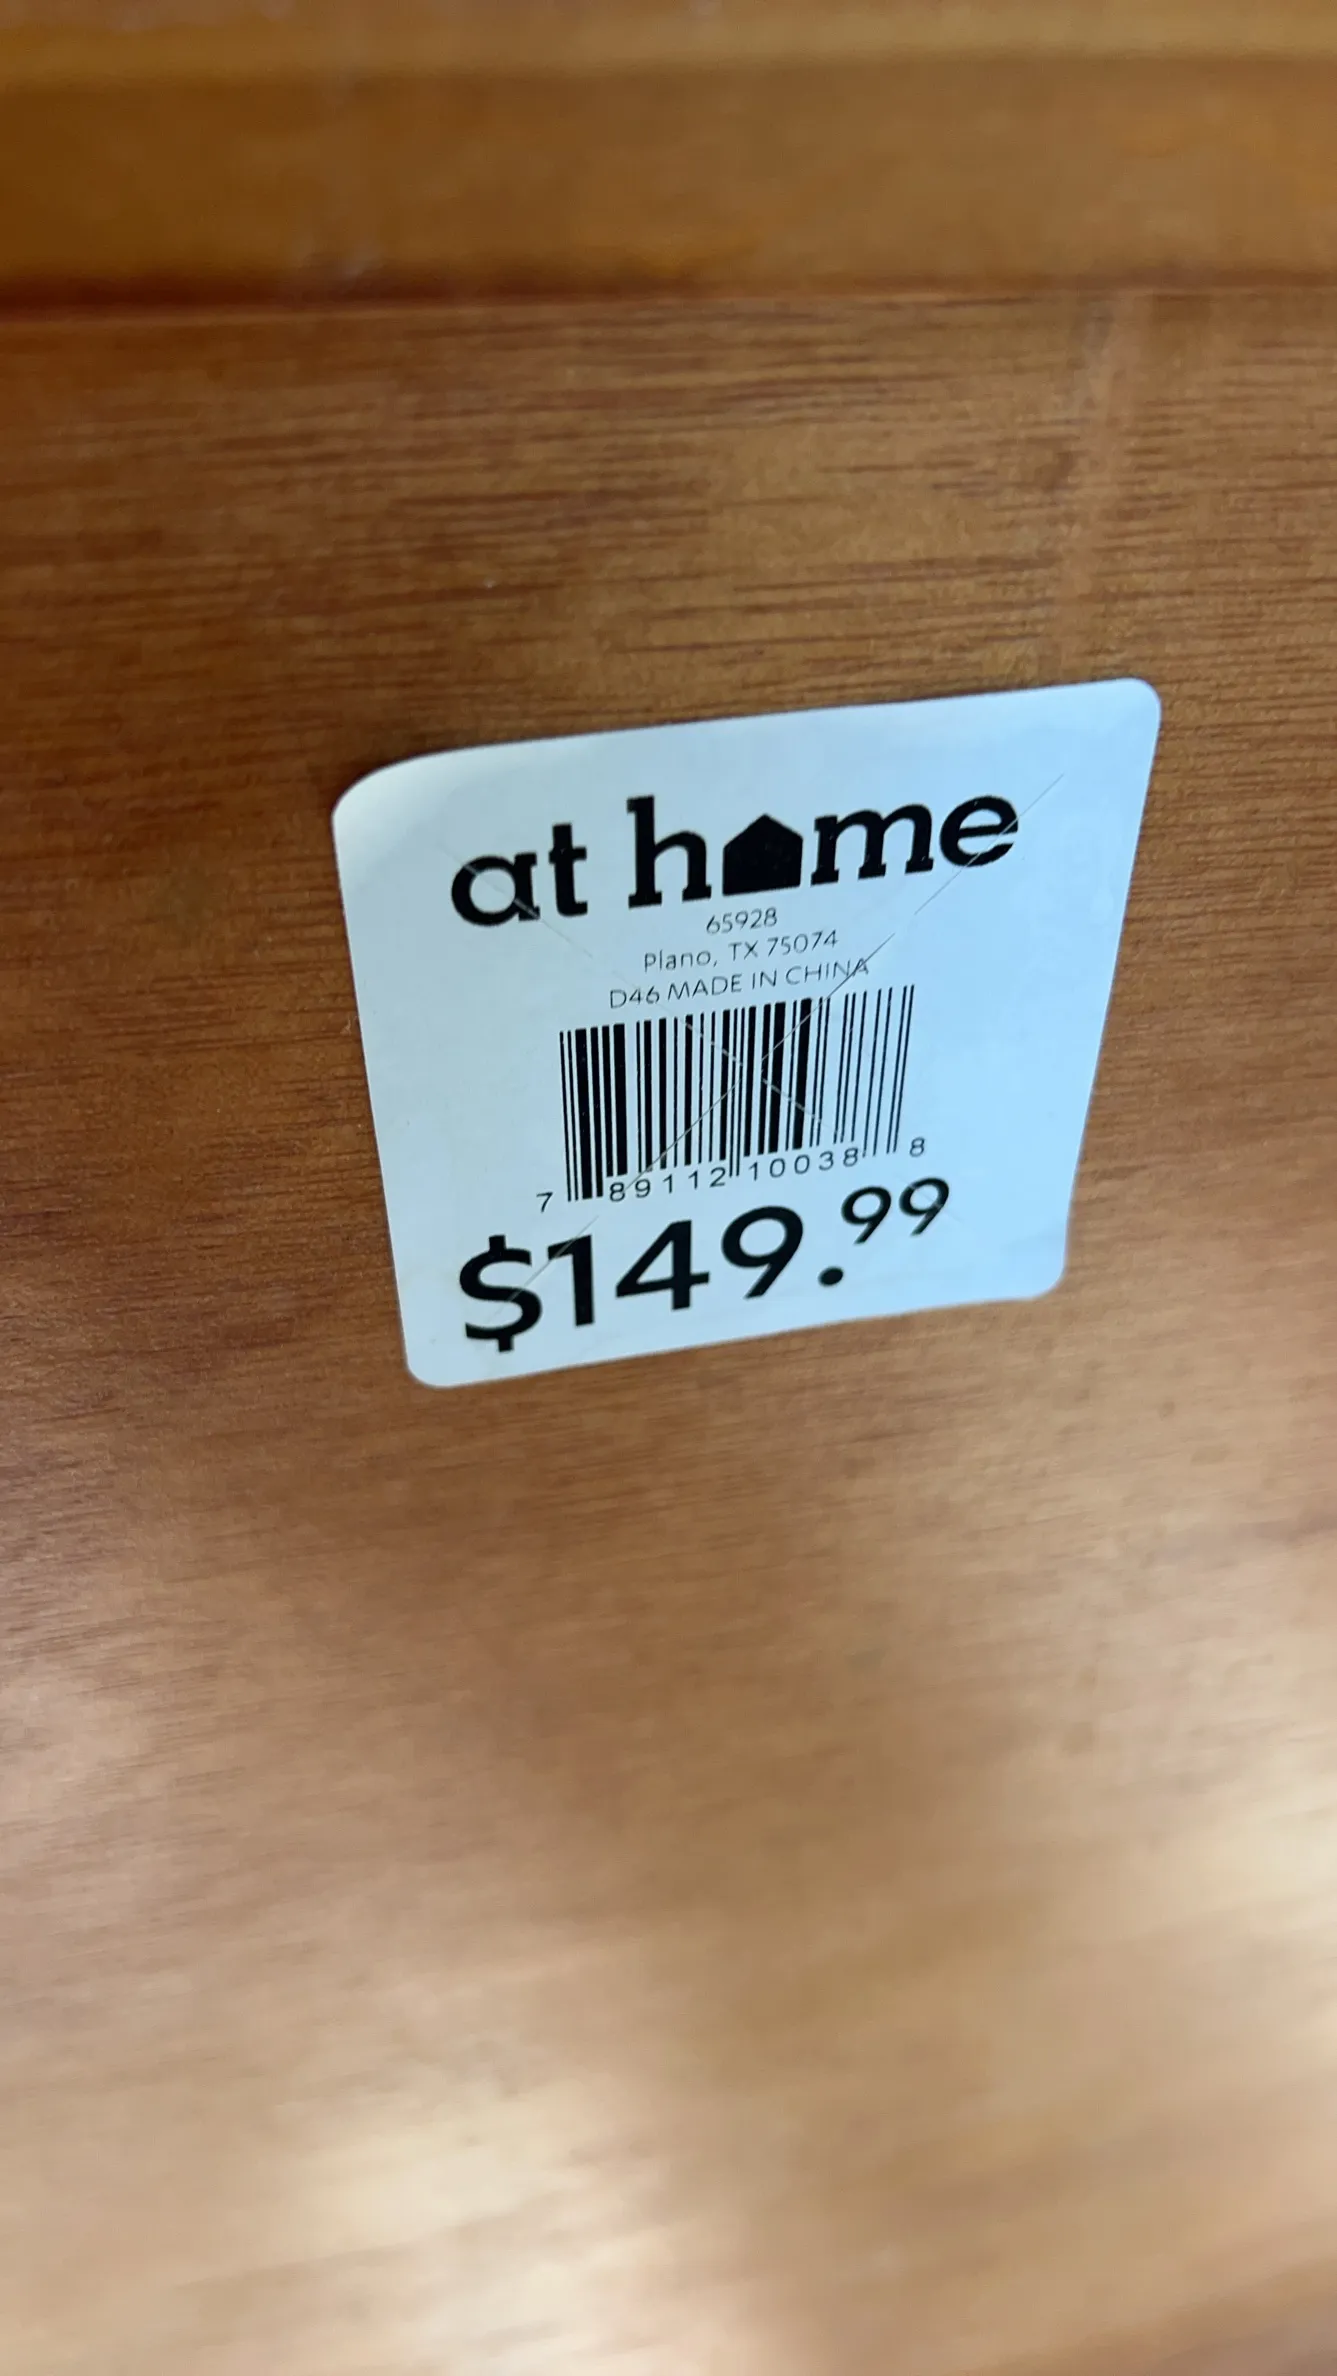 at home
65928
Plano, TX 75074
D46 MADE IN CHINA
7 89112 10038 8
$149.99